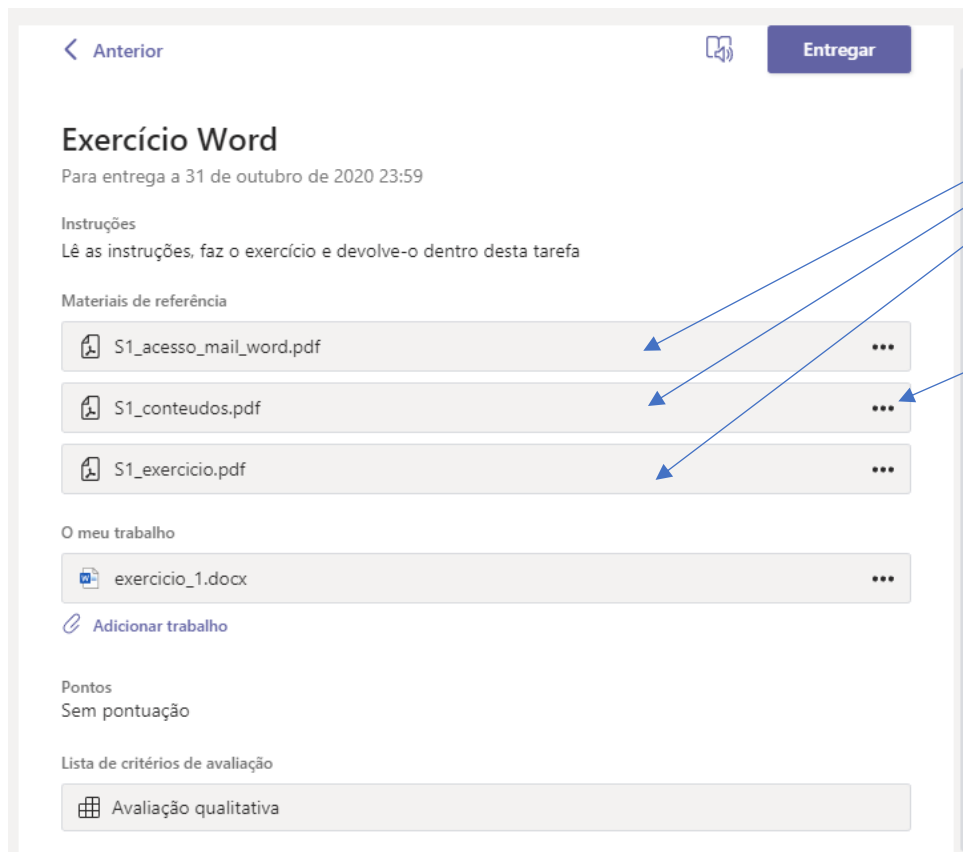 Anterior
Entregar
Exercício Word
Para entrega a 31 de outubro de 2020 23:59
Instruções
Lê as instruções, faz o exercício e devolve-o dentro desta tarefa
Materiais de referência
S1_acesso_mail_word.pdf
S1_conteudos.pdf
S1_exercicio.pdf
O meu trabalho
exercicio_1.docx
Adicionar trabalho
Pontos
Sem pontuação
Lista de critérios de avaliação
Avaliação qualitativa